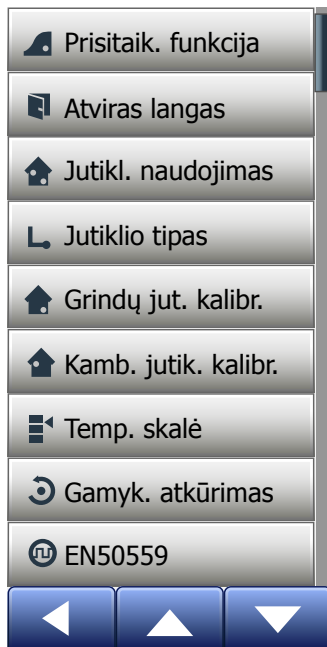 Prisitaik. funkcija
Atviras langas
Jutikl. naudojimas
Jutiklio tipas
Grindų jut. kalibr.
Kamb. jutik. kalibr.
Temp. skalė
Gamyk. atkūrimas
EN50559